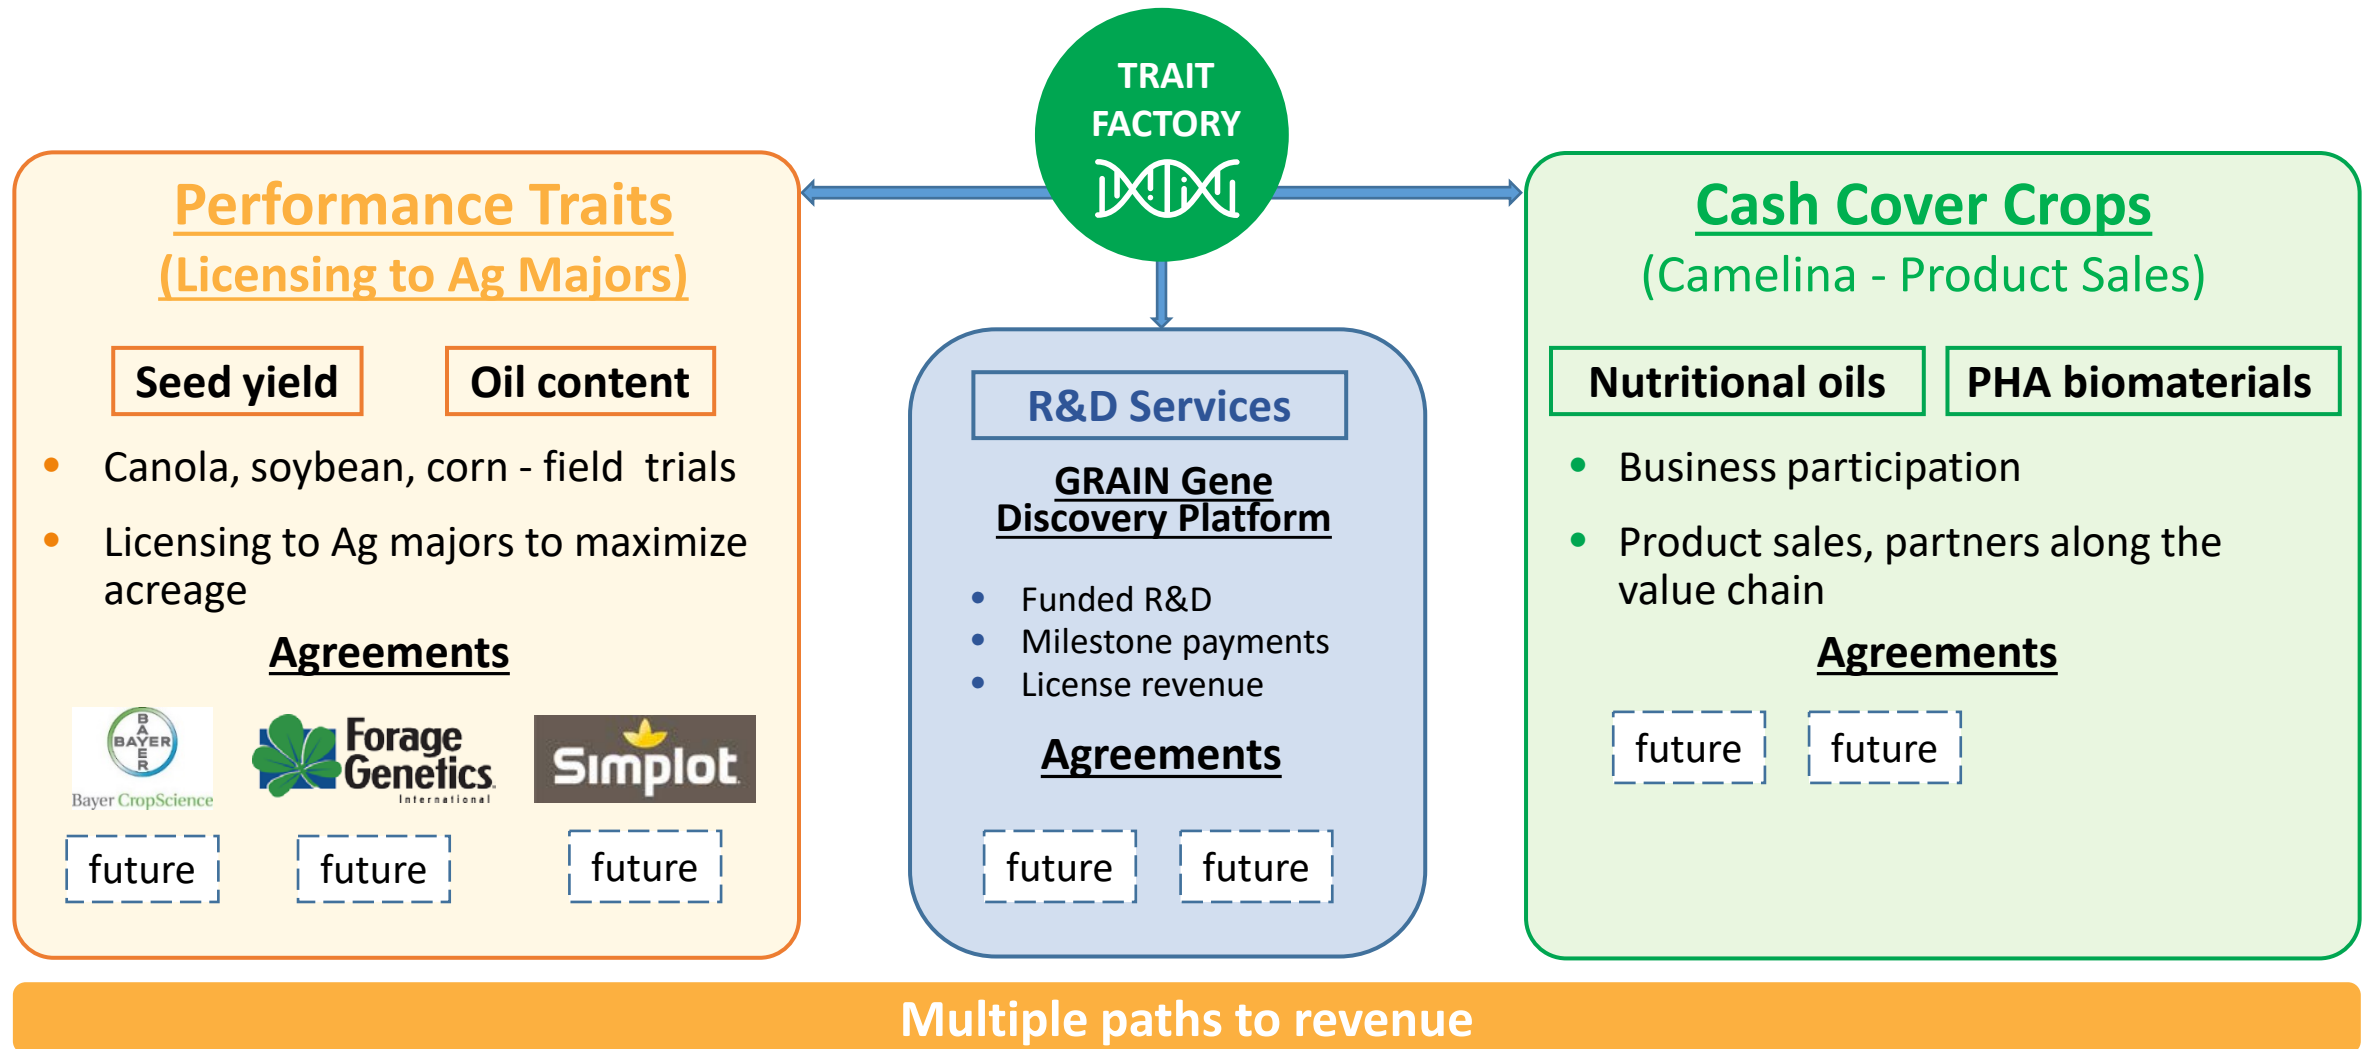 TRAIT
FACTORY
Performance Traits
(Licensing to Ag Majors)
Seed yield
Oil content
• Canola, soybean, corn - field trials
• Licensing to Ag majors to maximize
acreage
Agreements
BAYER
BAYER
Bayer CropScience
Forage
Genetics
International
Simplot
future
future
future
R&D Services
GRAIN Gene
Discovery Platform
• Funded R&D
• Milestone payments
• License revenue
Agreements
future
future
Cash Cover Crops
(Camelina - Product Sales)
Nutritional oils
PHA biomaterials
• Business participation
• Product sales, partners along the
value chain
Agreements
future
future
Multiple paths to revenue